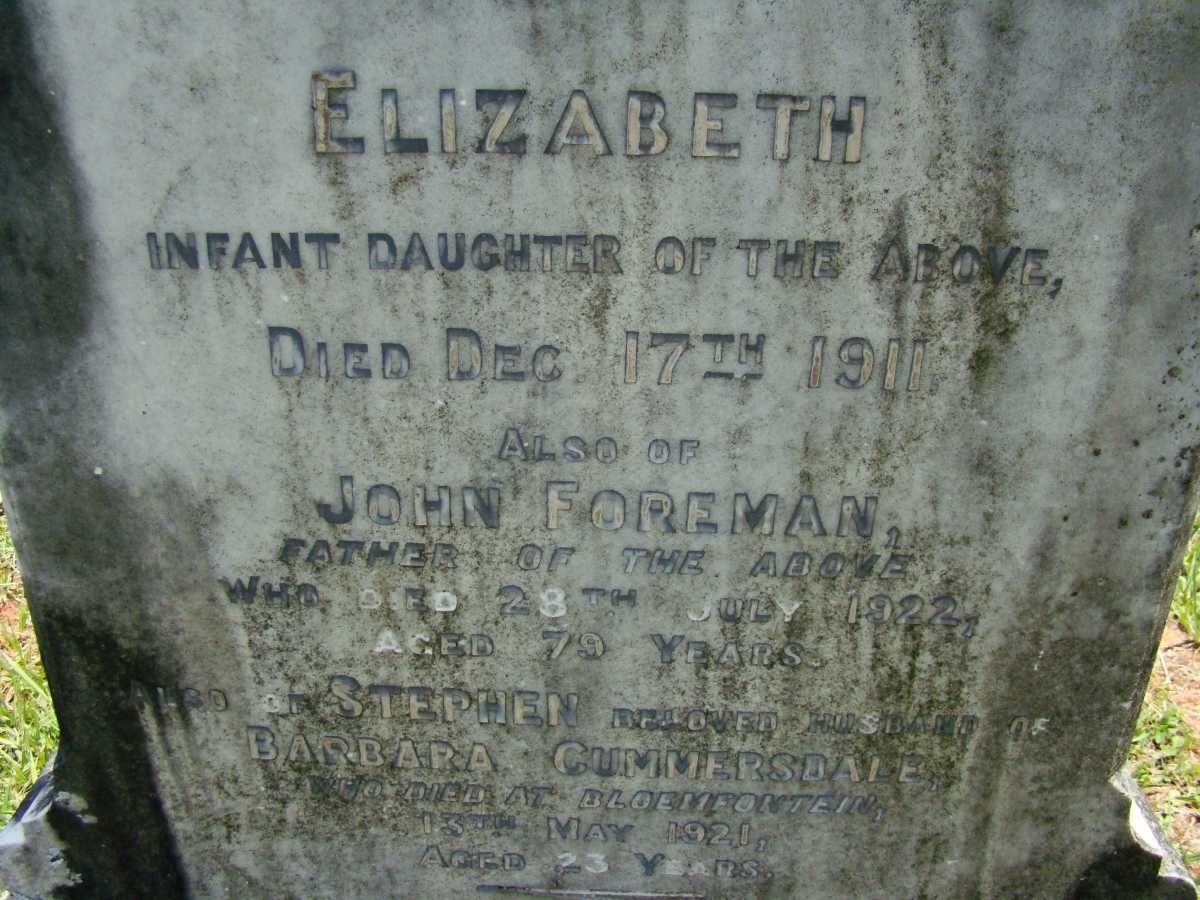 ELIZABETH
INFANT DAUGHTER OF THE ABOVE,
DIED DEC. 17TH 1911.
ALSO OF
JOHN FOREMAN,
FATHER OF THE ABOVE
WHO DIED 28TH JULY 1922,
AGED 79 YEARS.
ALSO OF STEPHEN BELOVED HUSBAND OF
BARBARA CUMMERSDALE,
WHO DIED AT BLOEMFONTEIN,
13TH MAY 1921,
AGED 23 YEARS.